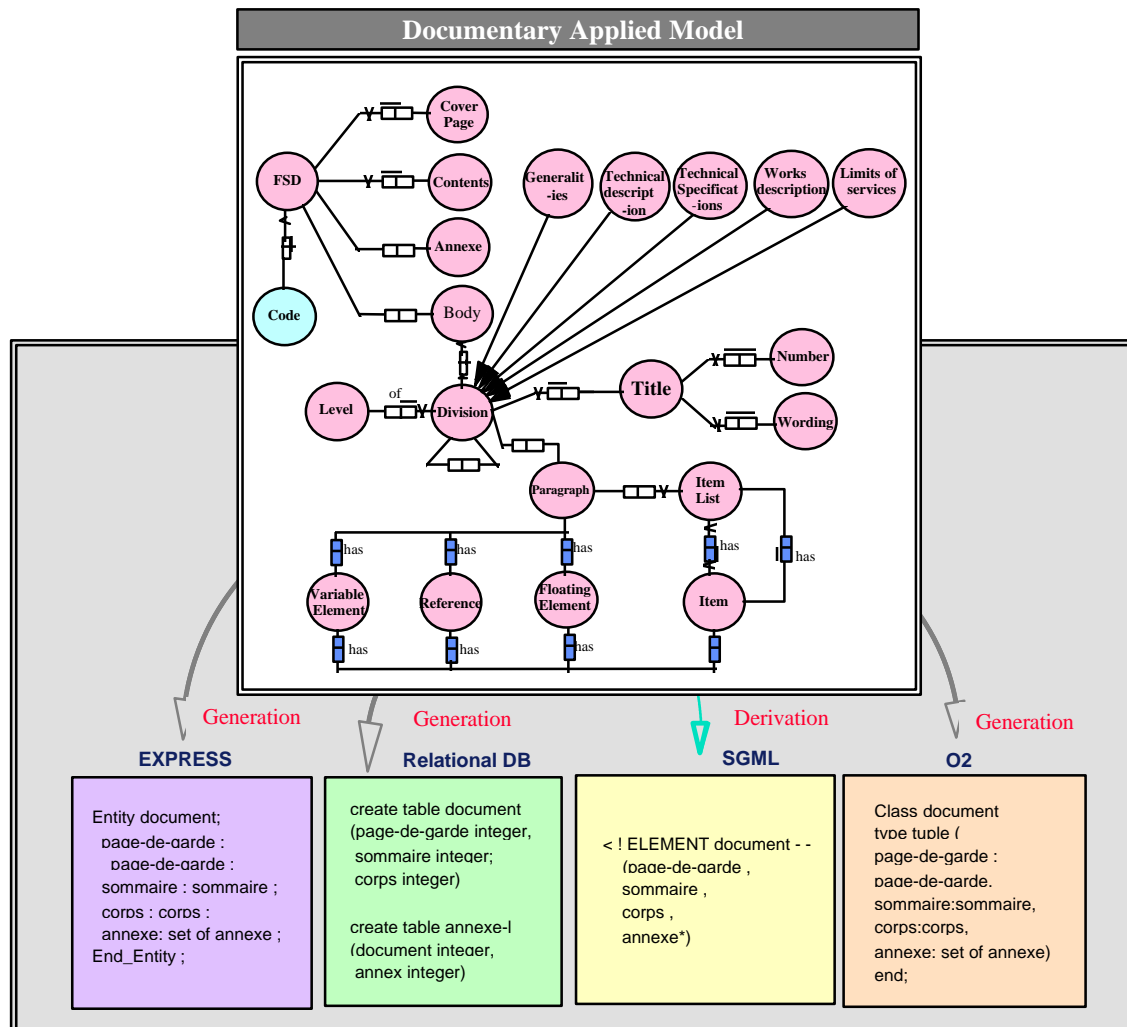 Documentary Applied Model
Cover
Page
FSD
Contents
Generalit
-ies
Technical
descript-
-ion
Technical
Specificat
-ions
Works
description
Limits of
services
Annexe
Code
Body
Level
of
Division
Title
Number
Wording
Paragraph
Item
List
has
has
has
has
has
Variable
Element
Reference
Floating
Element
Item
has
has
has
Generation
Generation
Derivation
Generation
EXPRESS
Relational DB
SGML
O2
Entity document;
page-de-garde :
page-de-garde :
sommaire : sommaire ;
corps : corps :
annexe: set of annexe ;
End_Entity ;
create table document
(page-de-garde integer,
sommaire integer;
corps integer)
create table annexe-l
(document integer,
annex integer)
< ! ELEMENT document - -
(page-de-garde ,
sommaire ,
corps ,
annexe*)
Class document
type tuple (
page-de-garde :
page-de-garde.
sommaire:sommaire,
corps:corps,
annexe: set of annexe)
end;